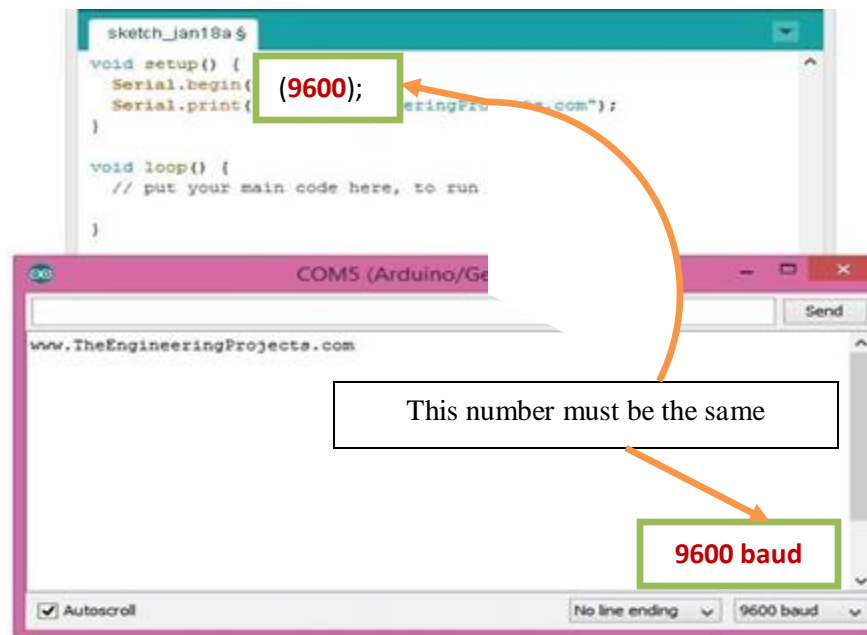 sketch_jan18a §
void setup() {
Serial.begin( (9600);
Serial.print( eringPr s.com");
}
void loop() {
// put your main code here, to run
}
COM5 (Arduino/Ge
Send
www.TheEngineeringProjects.com
This number must be the same
9600 baud
Autoscroll
No line ending
9600 baud